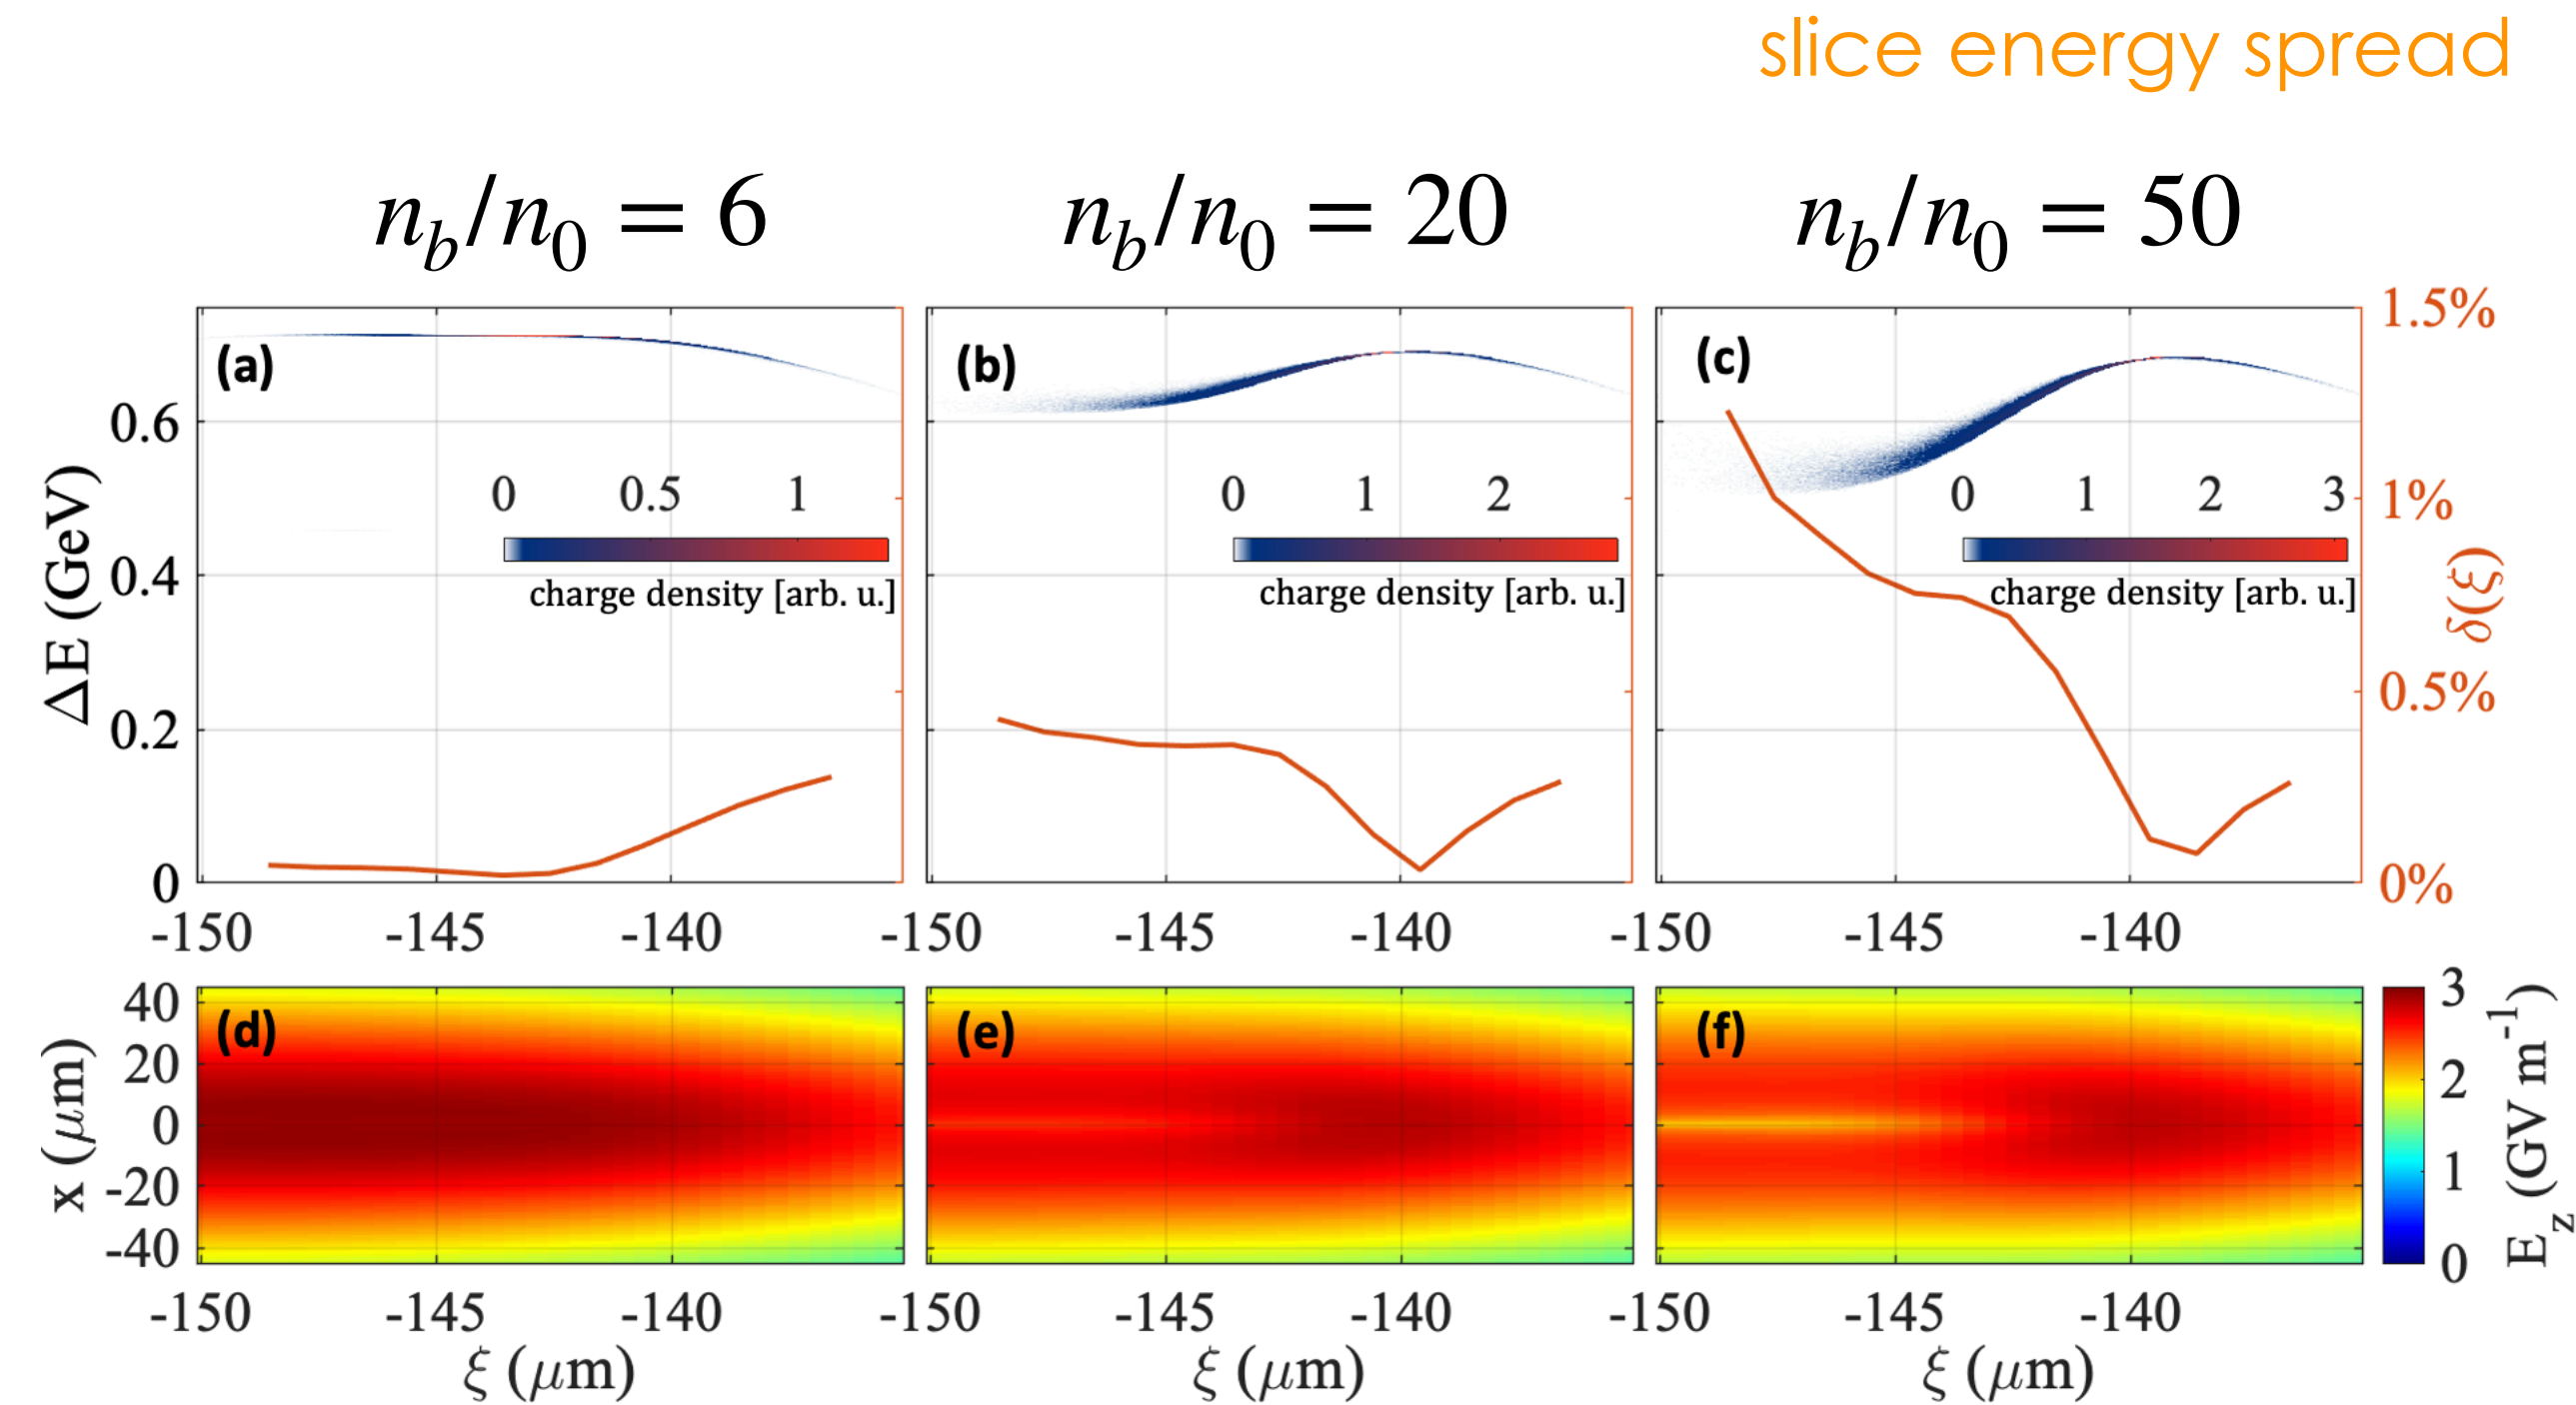 slice energy spread
n_b/n_0 = 6
n_b/n_0 = 20
n_b/n_0 = 50
(a)
(b)
(c)
ΔE (GeV)
0.6
0.4
0.2
0
0 0.5 1
charge density [arb. u.]
0 1 2
charge density [arb. u.]
0 1 2 3
charge density [arb. u.]
1.5%
1%
0.5%
0%
δ(ξ)
-150 -145 -140
-150 -145 -140
-150 -145 -140
(d)
(e)
(f)
x (μm)
40
20
0
-20
-40
3
2
1
0
E_z (GV m^-1)
-150 -145 -140
-150 -145 -140
-150 -145 -140
ξ (μm)
ξ (μm)
ξ (μm)